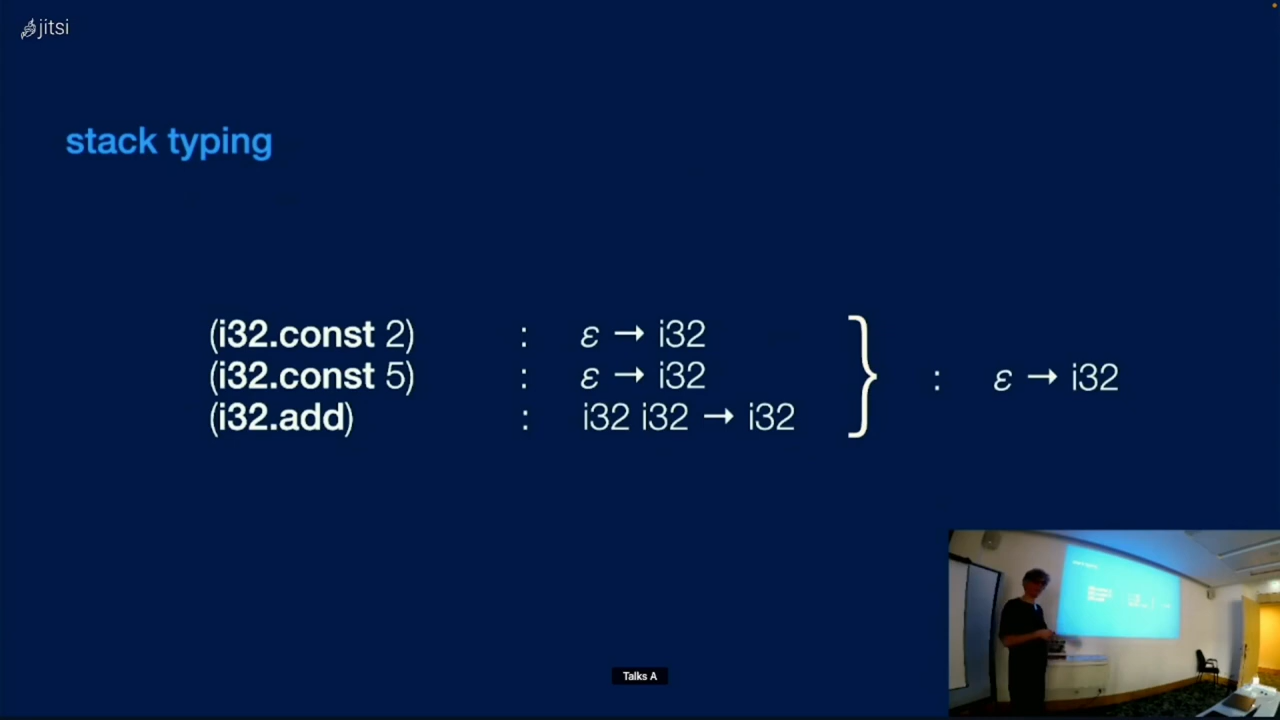 jitsi
stack typing
(i32.const 2) : ε → i32
(i32.const 5) : ε → i32 } : ε → i32
(i32.add) : i32 i32 → i32
Talks A